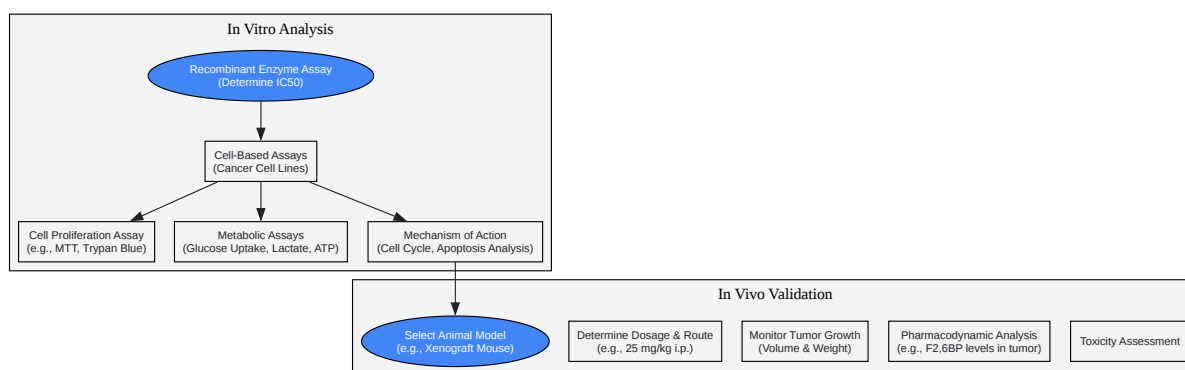 In Vitro Analysis
Recombinant Enzyme Assay
(Determine IC50)
Cell-Based Assays
(Cancer Cell Lines)
Cell Proliferation Assay
(e.g., MTT, Trypan Blue)
Metabolic Assays
(Glucose Uptake, Lactate, ATP)
Mechanism of Action
(Cell Cycle, Apoptosis Analysis)
In Vivo Validation
Select Animal Model
(e.g., Xenograft Mouse)
Determine Dosage & Route
(e.g., 25 mg/kg i.p.)
Monitor Tumor Growth
(Volume & Weight)
Pharmacodynamic Analysis
(e.g., F2,6BP levels in tumor)
Toxicity Assessment